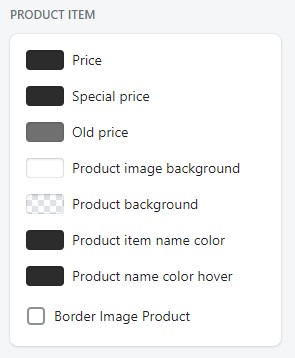 PRODUCT ITEM
Price
Special price
Old price
Product image background
Product background
Product item name color
Product name color hover
Border Image Product